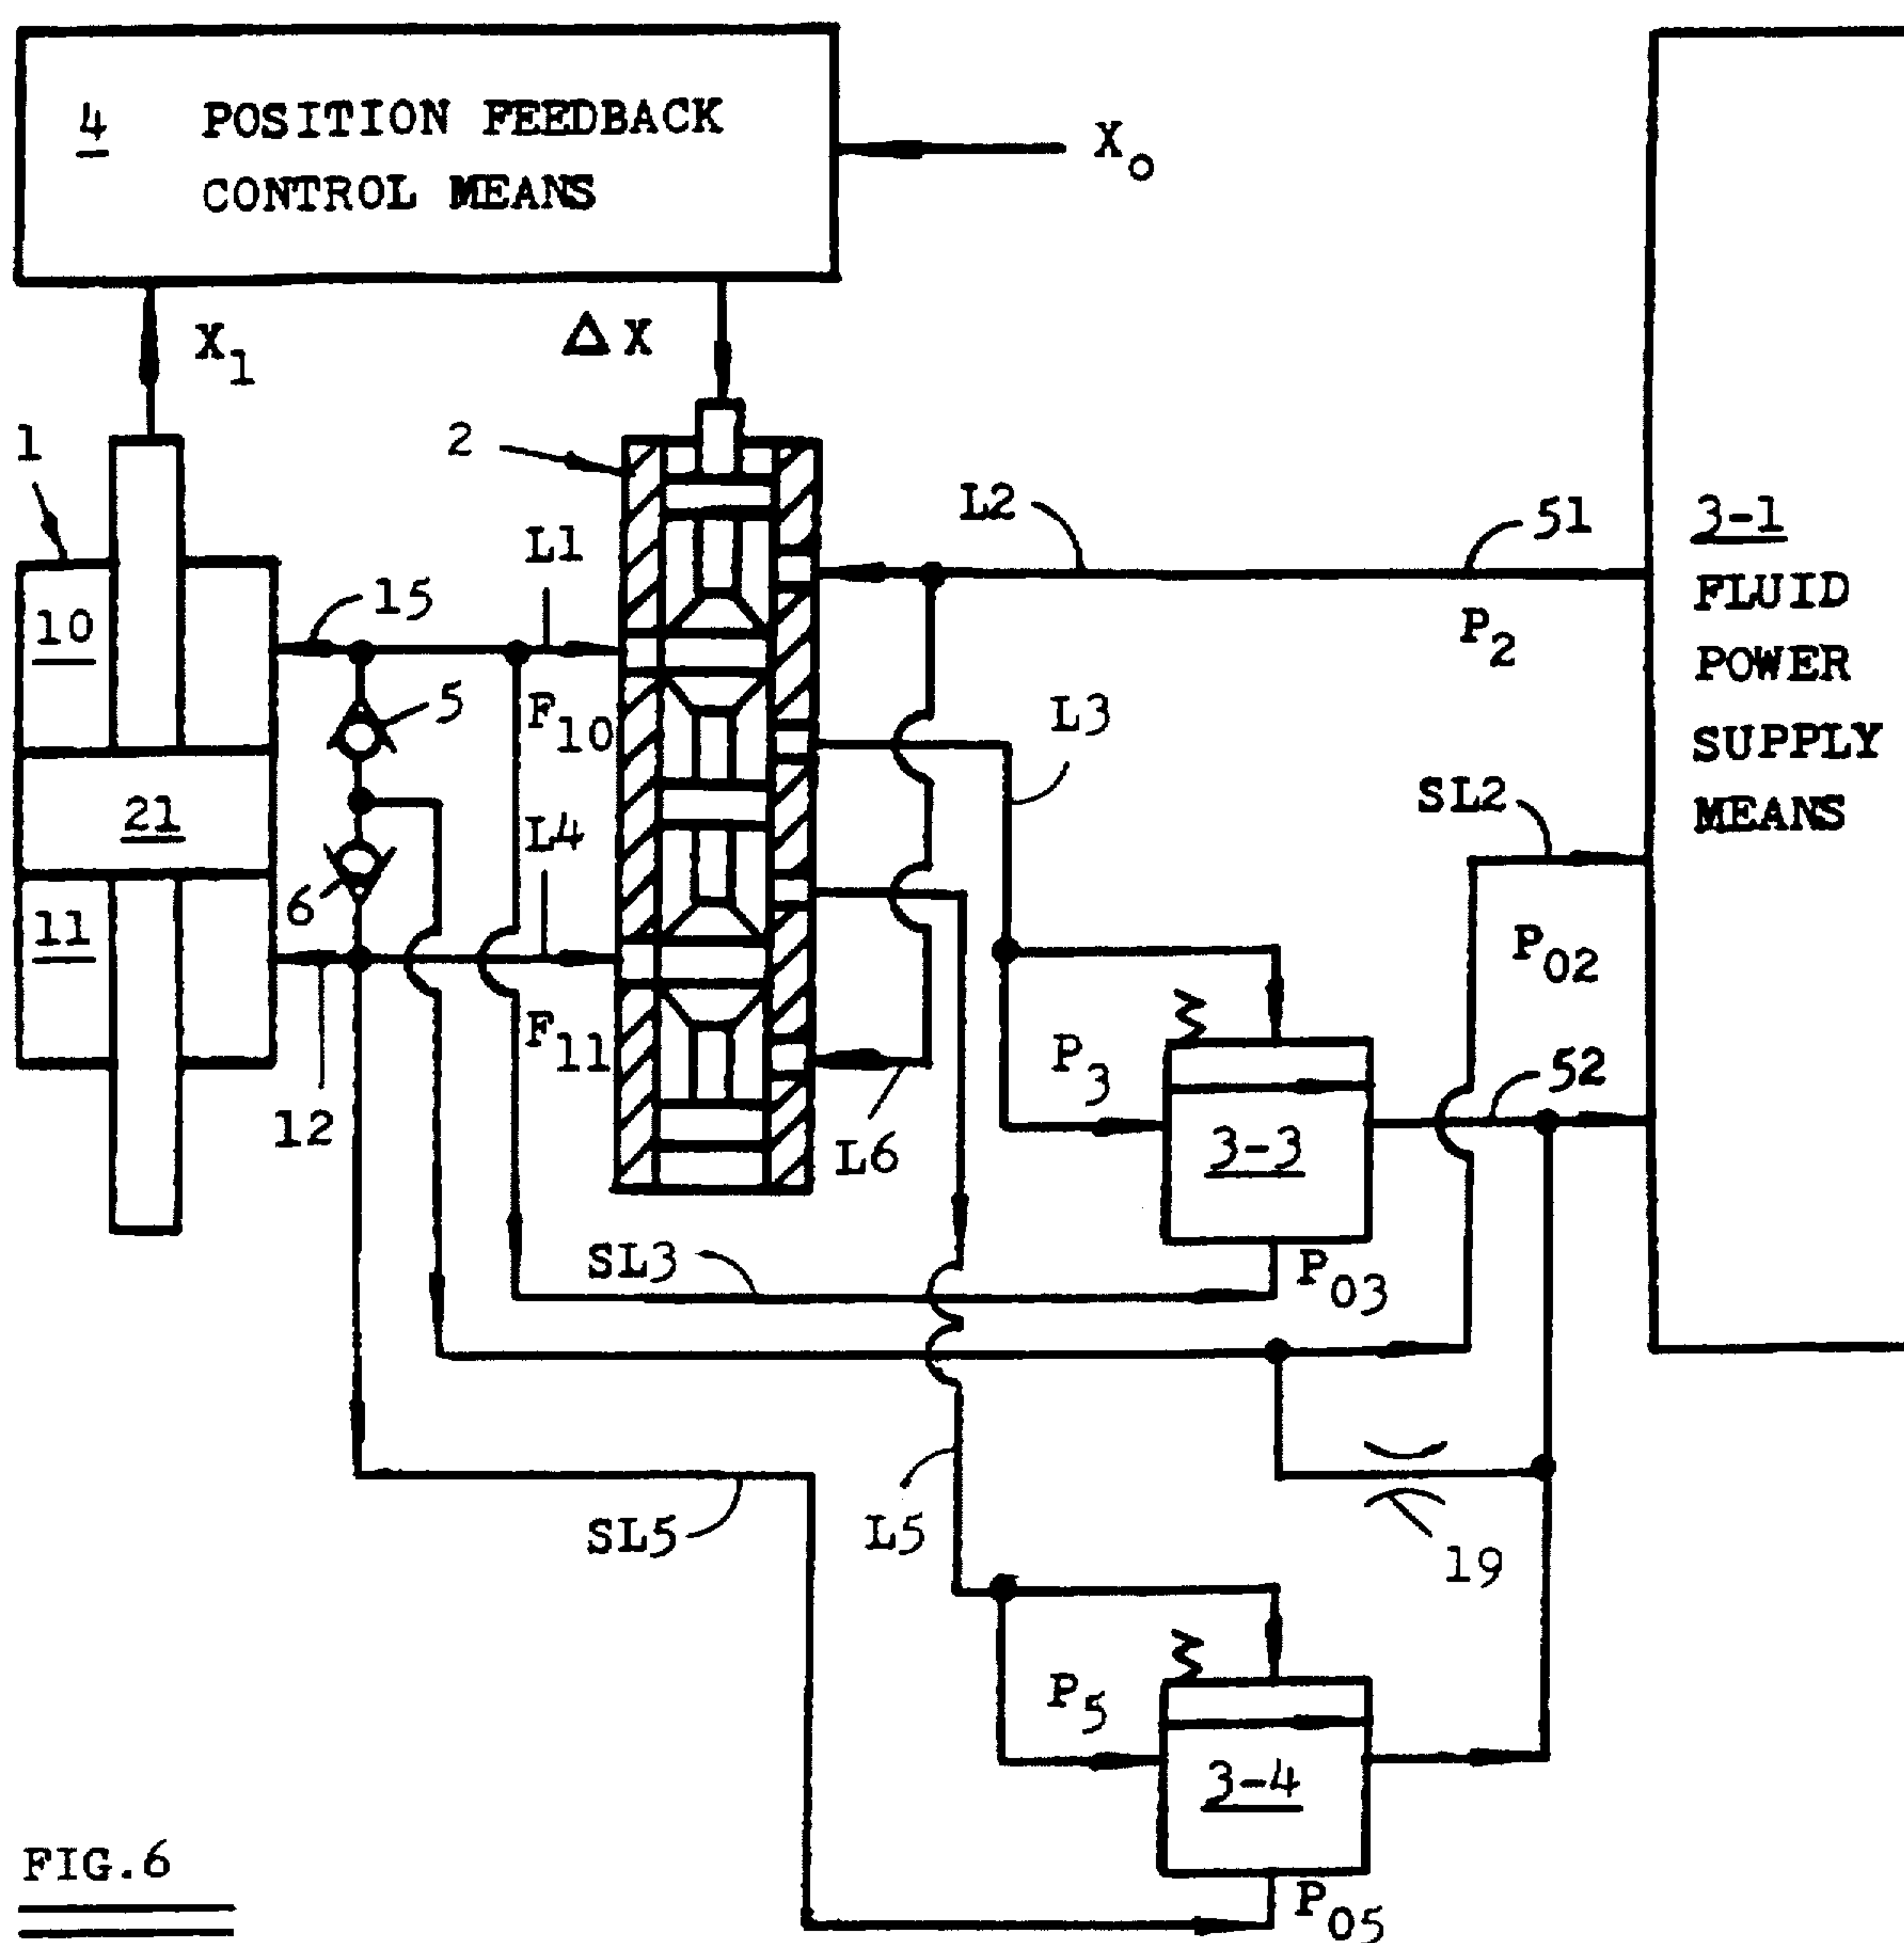 4 POSITION FEEDBACK
CONTROL MEANS
X₀
X₁
ΔX
1
2
L1
L2
51
3-1
FLUID
POWER
SUPPLY
MEANS
10
15
P₂
5
F₁₀
L3
SL2
21
L4
6
11
P₀₂
F₁₁
P₃
52
12
L6
3-3
SL3
P₀₃
SL5
L5
19
P₅
3-4
P₀₅
FIG.6